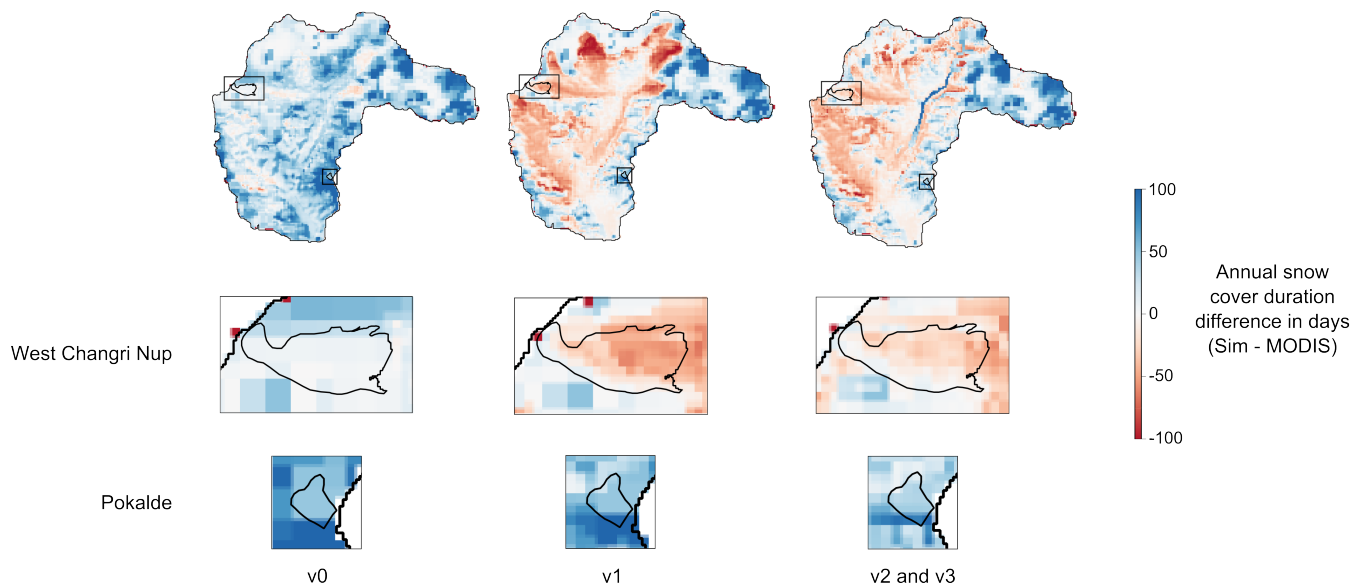 100
50
0
-50
-100
Annual snow
cover duration
difference in days
(Sim - MODIS)
West Changri Nup
Pokalde
v0
v1
v2 and v3